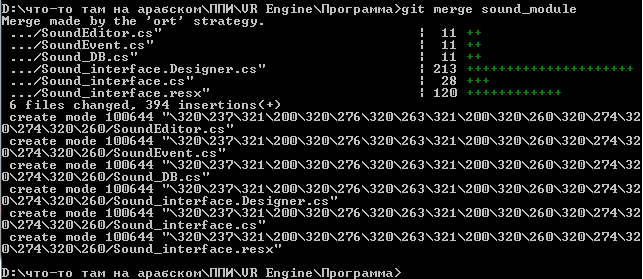 D:\что-то там на арабском\ППИ\VR Engine\Программа>git merge sound_module
Merge made by the 'ort' strategy.
.../SoundEditor.cs" | 11 ++
.../SoundEvent.cs" | 11 ++
.../Sound_DB.cs" | 11 ++
.../Sound_interface.Designer.cs" | 213 ++++++++++++++++++++++
.../Sound_interface.cs" | 28 +++
.../Sound_interface.resx" | 120 ++++++++++++
6 files changed, 394 insertions(+)
create mode 100644 "\320\237\321\200\320\276\320\263\321\200\320\260\320\274\32
0\274\320\260/SoundEditor.cs"
create mode 100644 "\320\237\321\200\320\276\320\263\321\200\320\260\320\274\32
0\274\320\260/SoundEvent.cs"
create mode 100644 "\320\237\321\200\320\276\320\263\321\200\320\260\320\274\32
0\274\320\260/Sound_DB.cs"
create mode 100644 "\320\237\321\200\320\276\320\263\321\200\320\260\320\274\32
0\274\320\260/Sound_interface.Designer.cs"
create mode 100644 "\320\237\321\200\320\276\320\263\321\200\320\260\320\274\32
0\274\320\260/Sound_interface.cs"
create mode 100644 "\320\237\321\200\320\276\320\263\321\200\320\260\320\274\32
0\274\320\260/Sound_interface.resx"
D:\что-то там на арабском\ППИ\VR Engine\Программа>